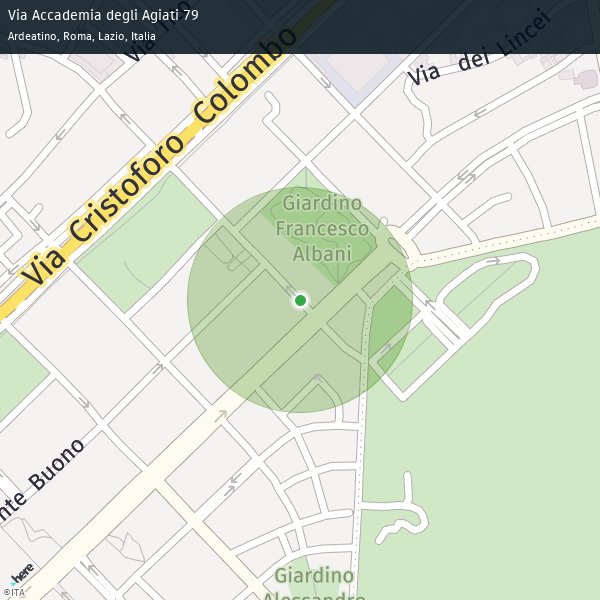 Via Accademia degli Agiati 79
Ardeatino, Roma, Lazio, Italia
Via dei Lincei
Via Cristoforo Colombo
Giardino
Francesco
Albani
Buono
Giardino
Alessandro
here
©ITA